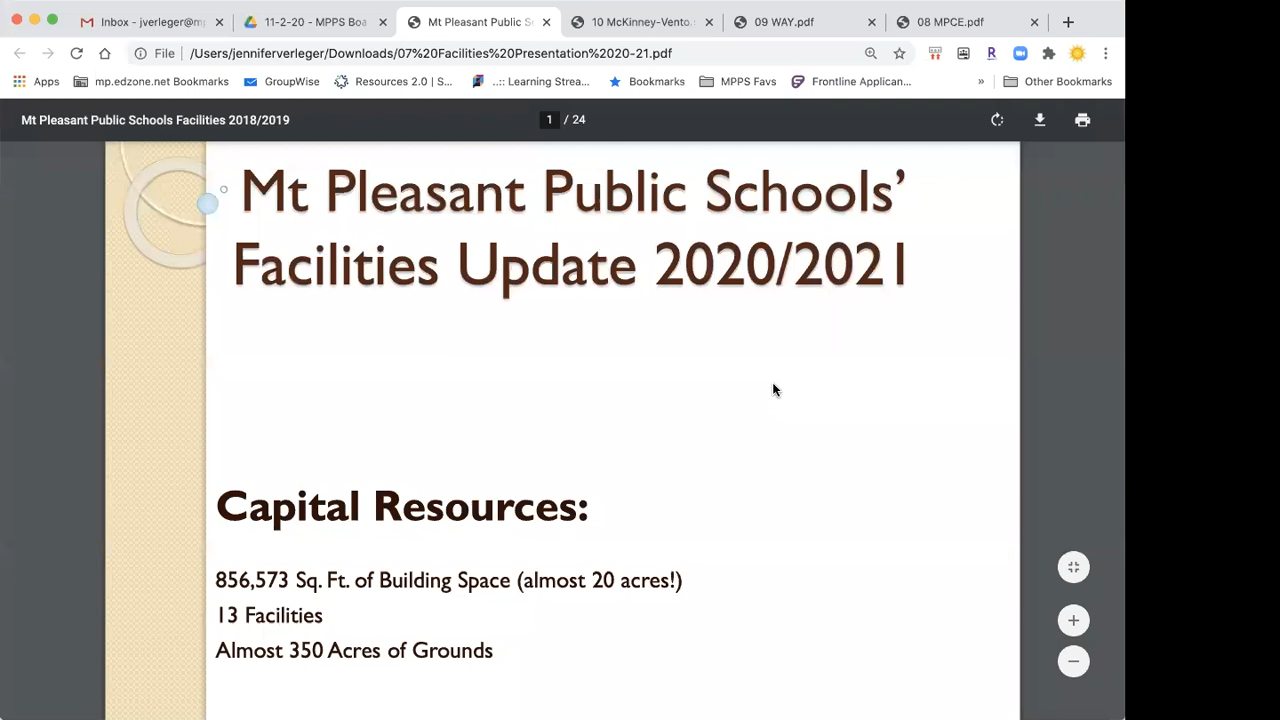 Inbox - jverleger@m
11-2-20 - MPPS Boa
Mt Pleasant Public S
10 McKinney-Vento.
09 WAY.pdf
08 MPCE.pdf
File
/Users/jenniferverleger/Downloads/07%20Facilities%20Presentation%2020-21.pdf
Apps
mp.edzone.net Bookmarks
GroupWise
Resources 2.0 | S...
..:: Learning Strea...
Bookmarks
MPPS Favs
Frontline Applican...
»
Other Bookmarks
Mt Pleasant Public Schools Facilities 2018/2019
1 / 24
Mt Pleasant Public Schools’
Facilities Update 2020/2021
Capital Resources:
856,573 Sq. Ft. of Building Space (almost 20 acres!)
13 Facilities
Almost 350 Acres of Grounds